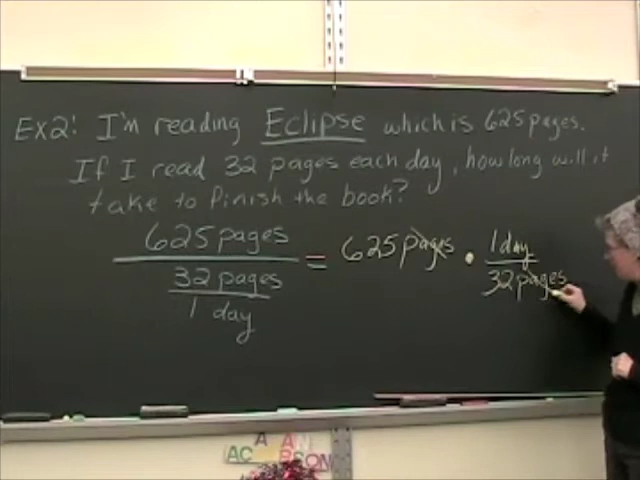 Ex2: I'm reading Eclipse which is 625 pages.
If I read 32 pages each day, how long will it
take to finish the book?
625 pages = 625 pages • 1 day
32 pages 32 pages
1 day
AC A